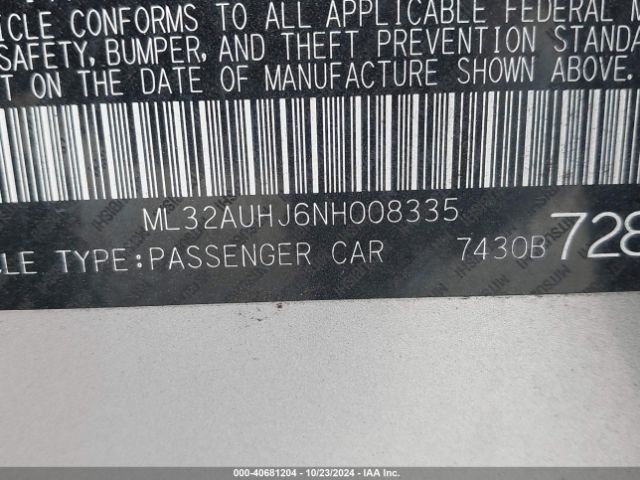 ICLE CONFORMS TO ALL APPLICABLE FEDERAL M
SAFETY, BUMPER, AND THEFT PREVENTION STANDA
T ON THE DATE OF MANUFACTURE SHOWN ABOVE.
ML32AUHJ6NH008335
CLE TYPE:PASSENGER CAR 7430B 728
000-40681204 - 10/23/2024 - IAA Inc.